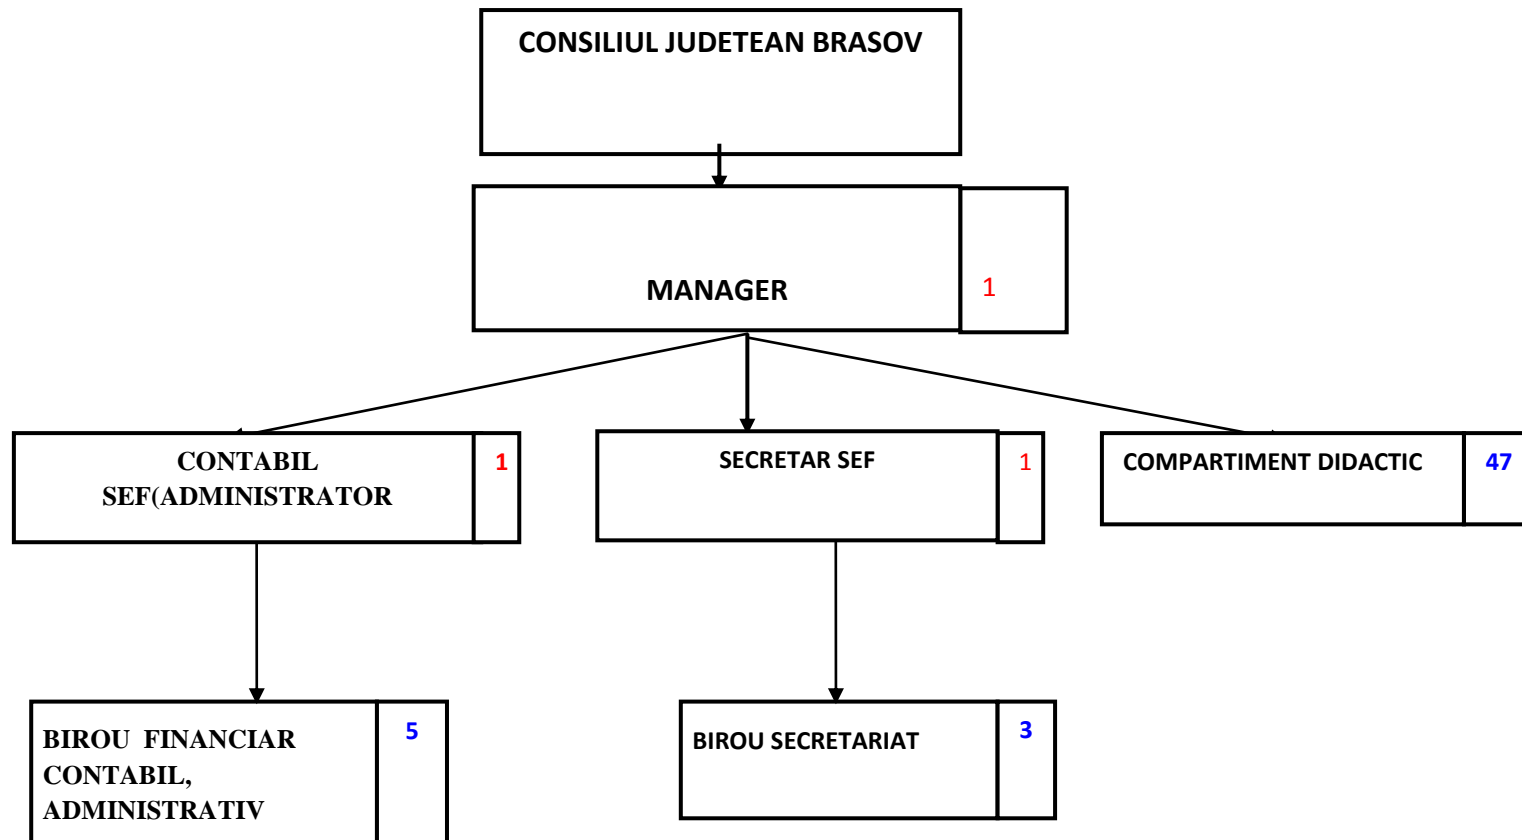 CONSILIUL JUDETEAN BRASOV
MANAGER
1
CONTABIL
SEF(ADMINISTRATOR
1
SECRETAR SEF
1
COMPARTIMENT DIDACTIC
47
BIROU FINANCIAR
CONTABIL,
ADMINISTRATIV
5
BIROU SECRETARIAT
3